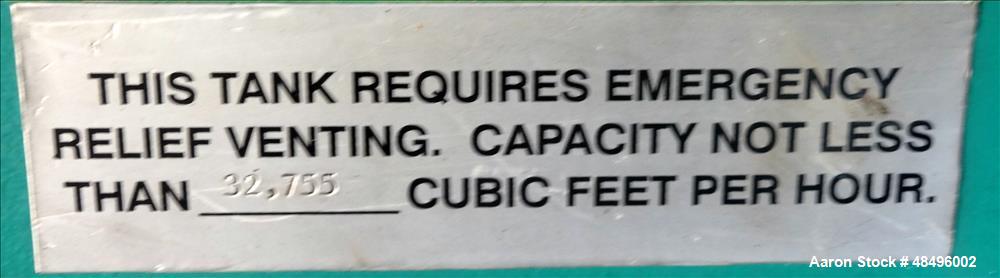 THIS TANK REQUIRES EMERGENCY
RELIEF VENTING. CAPACITY NOT LESS
THAN 32,755 CUBIC FEET PER HOUR.
Aaron Stock # 48496002